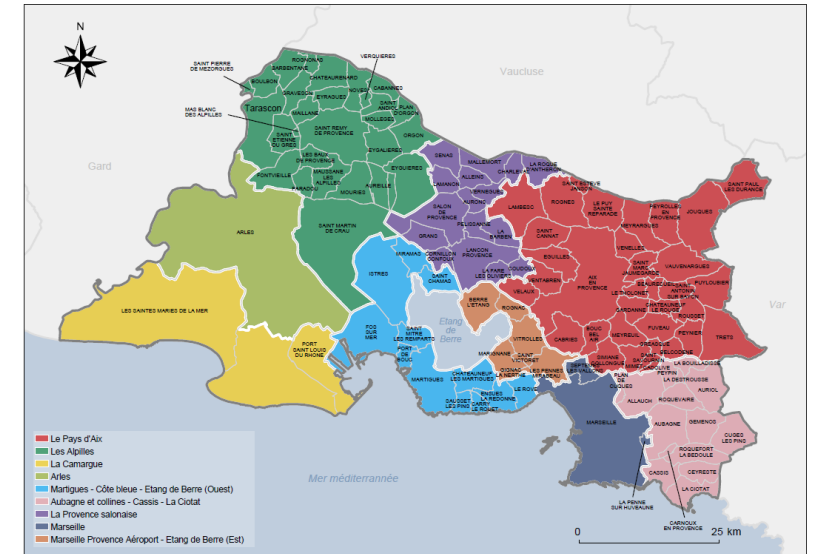 N
SAINT PIERRE
DE MEZORGUES
VERQUIERES
ROGNONAS
BARBENTANE
CHATEAURENARD
BOULBON
GRAVESON
NOVES
CABANNES
EYRAGUES
SAINT
ANDIOL
PLAN
D'ORGON
Vaucluse
MAS BLANC
DES ALPILLES
Tarascon
MAILLANE
MOLLEGES
SAINT REMY
DE PROVENCE
SAINT
ETIENNE
DU GRES
ORGON
EYGALIERES
LES BAUX
DE PROVENCE
SENAS
MALLEMORT
LA ROQUE
D'ANTHERON
CHARLEVAL
Gard
FONTVIEILLE
MAUSSANE
LES
ALPILLES
EYGUIERES
ALLEINS
LAMANON
VERNEGUES
PARADOU
MOURIES
AUREILLE
AURONS
SAINT ESTEVE
JANSON
SAINT PAUL
LES DURANCE
LAMBESC
ROGNES
LE PUY
SAINTE
REPARADE
PEYROLLES
EN
PROVENCE
JOUQUES
MEYRARGUES
SALON
DE
PROVENCE
PELISSANNE
ARLES
SAINT MARTIN
DE CRAU
GRANS
LA
BARBEN
SAINT
CANNAT
VENELLES
MIRAMAS
CORNILLON
CONFOUX
LANCON
PROVENCE
EGUILLES
SAINT
MARC
JAUMEGARDE
VAUVENARGUES
ISTRES
SAINT
CHAMAS
LA FARE
LES OLIVIERS
COUDOUX
VENTABREN
AIX
EN
PROVENCE
BEAURECUEIL
SAINT
ANTONIN
SUR BAYON
PUYLOUBIER
LE THOLONET
VELAUX
BERRE
L'ETANG
ROGNAC
CHATEAUNEUF
LE ROUGE
ROUSSET
GARDANNE
LES SAINTES MARIES DE LA MER
Etang
de
Berre
Var
FOS
SUR
MER
SAINT
MITRE
LES REMPARTS
VITROLLES
CABRIES
BOUC
BEL
AIR
MEYREUIL
FUVEAU
PEYNIER
TRETS
GREASQUE
BELCODENE
PORT
SAINT LOUIS
DU RHONE
PORT
DE
BOUC
MARIGNANE
SAINT
VICTORET
SIMIANE
COLLONGUE
MIMET
SAINT
SAVOURNIN
CADOLIVE
PEYPIN
LA BOUILLADISSE
MARTIGUES
CHATEAUNEUF
LES MARTIGUES
GIGNAC
LA NERTHE
LES PENNES
MIRABEAU
SEPTEMES
LES VALLONS
PLAN
DE
CUQUES
LA DESTROUSSE
AURIOL
ENSUES
LA REDONNE
LE ROVE
SAUSSET
LES PINS
CARRY
LE ROUET
ALLAUCH
ROQUEVAIRE
MARSEILLE
AUBAGNE
GEMENOS
CUGES
LES PINS
ROQUEFORT
LA BEDOULE
CASSIS
CEYRESTE
LA CIOTAT
Mer méditerrannée
LA PENNE
SUR HUVEAUNE
CARNOUX
EN PROVENCE
Le Pays d'Aix
Les Alpilles
La Camargue
Arles
Martigues - Côte bleue - Etang de Berre (Ouest)
Aubagne et collines - Cassis - La Ciotat
La Provence salonaise
Marseille
Marseille Provence Aéroport - Etang de Berre (Est)
0 25 km